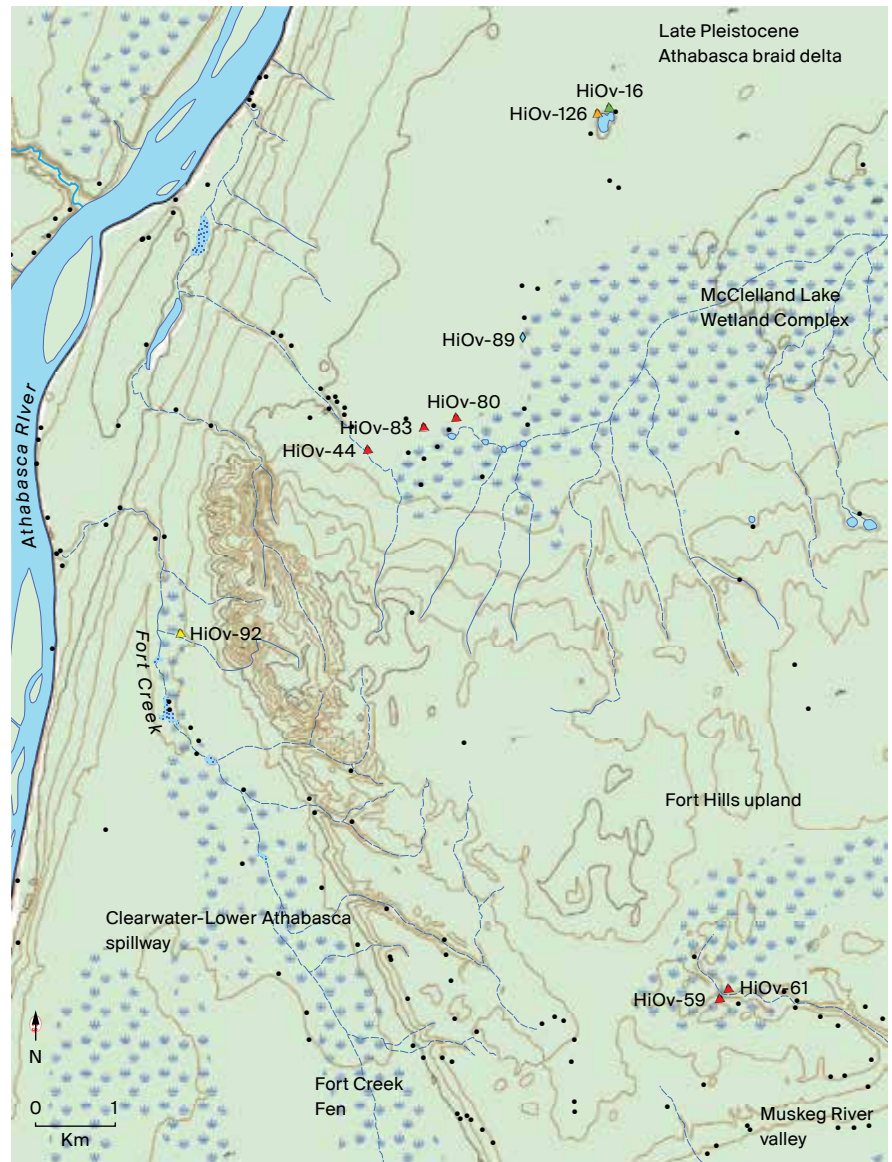 Late Pleistocene
Athabasca braid delta
HiOv-16
HiOv-126
McClelland Lake
Wetland Complex
HiOv-89
HiOv-80
HiOv-83
HiOv-44
Athabasca River
HiOv-92
Fort Creek
Fort Hills upland
Clearwater-Lower Athabasca
spillway
HiOv-61
HiOv-59
N
Fort Creek
Fen
0 1
Km
Muskeg River
valley